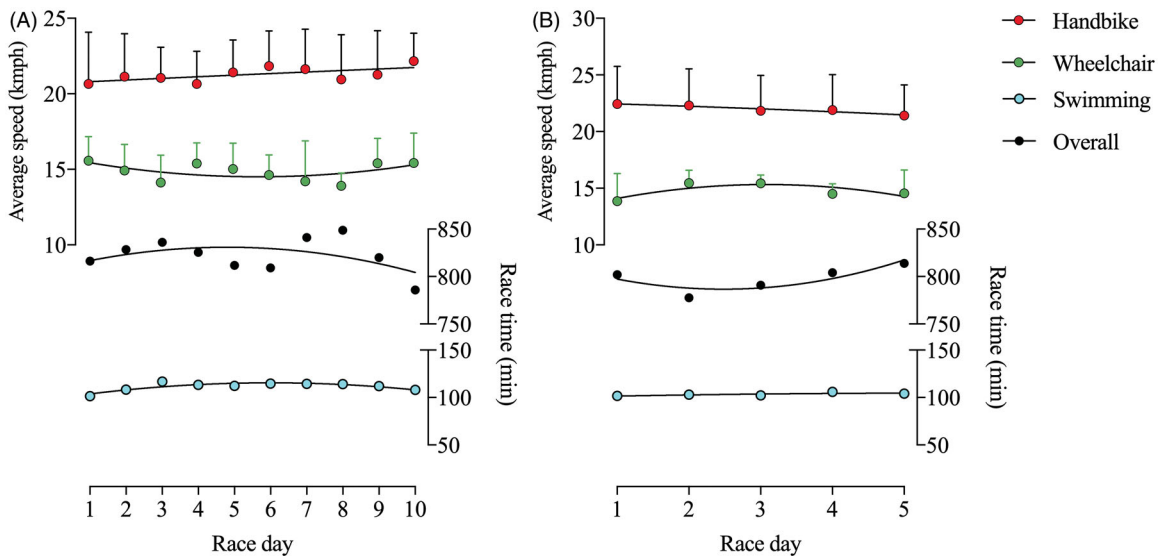 (A)
Average speed (kmph)
25
20
15
10
850
800
750
150
100
50
Race time (min)
1 2 3 4 5 6 7 8 9 10
Race day
(B)
Average speed (kmph)
30
25
20
15
10
850
800
750
150
100
50
Race time (min)
1 2 3 4 5
Race day
Handbike
Wheelchair
Swimming
Overall